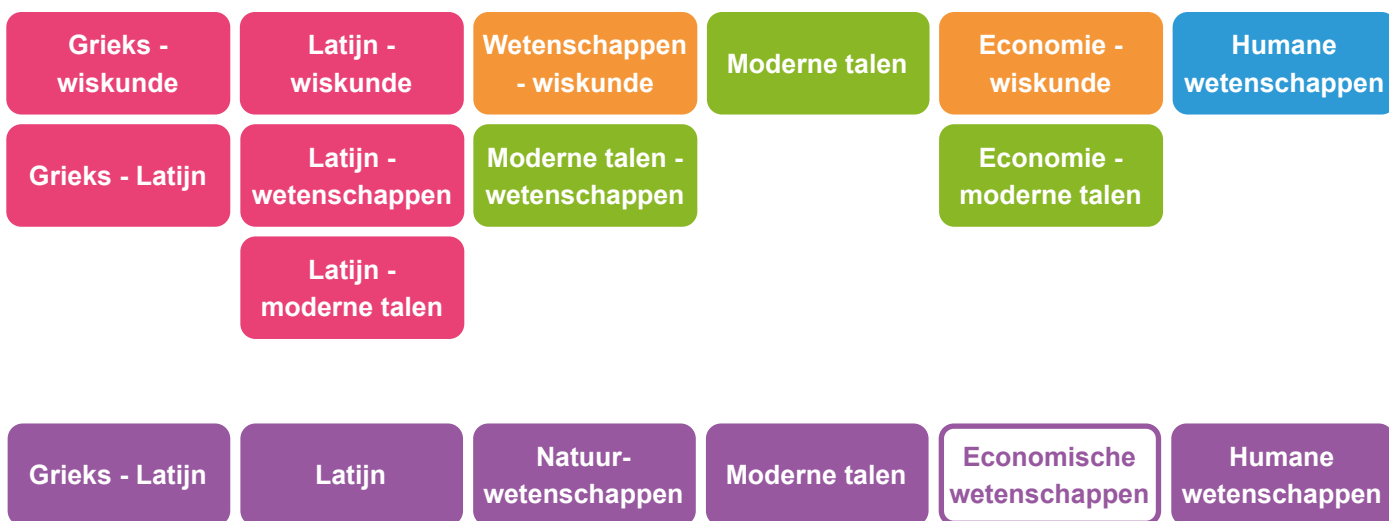 Grieks -
wiskunde
Latijn -
wiskunde
Wetenschappen
- wiskunde
Moderne talen
Economie -
wiskunde
Humane
wetenschappen
Grieks - Latijn
Latijn -
wetenschappen
Moderne talen -
wetenschappen
Economie -
moderne talen
Latijn -
moderne talen
Grieks - Latijn
Latijn
Natuur-
wetenschappen
Moderne talen
Economische
wetenschappen
Humane
wetenschappen